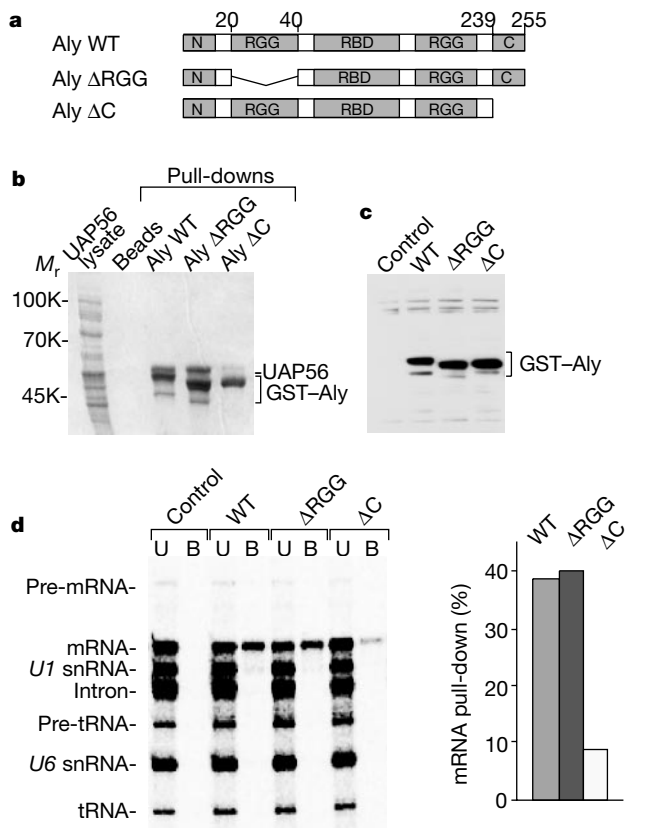 a
20 40 239 255
Aly WT N RGG RBD RGG C
Aly ΔRGG N RBD RGG C
Aly ΔC N RGG RBD RGG
b
Pull-downs
Mr UAP56 lysate Beads Aly WT Aly ΔRGG Aly ΔC
100K-
70K-
45K-
UAP56
GST–Aly
c
Control WT ΔRGG ΔC
GST–Aly
d
Control WT ΔRGG ΔC
U B U B U B U B
Pre-mRNA-
mRNA-
U1 snRNA-
Intron-
Pre-tRNA-
U6 snRNA-
tRNA-
WT ΔRGG ΔC
mRNA pull-down (%)
40
30
20
10
0